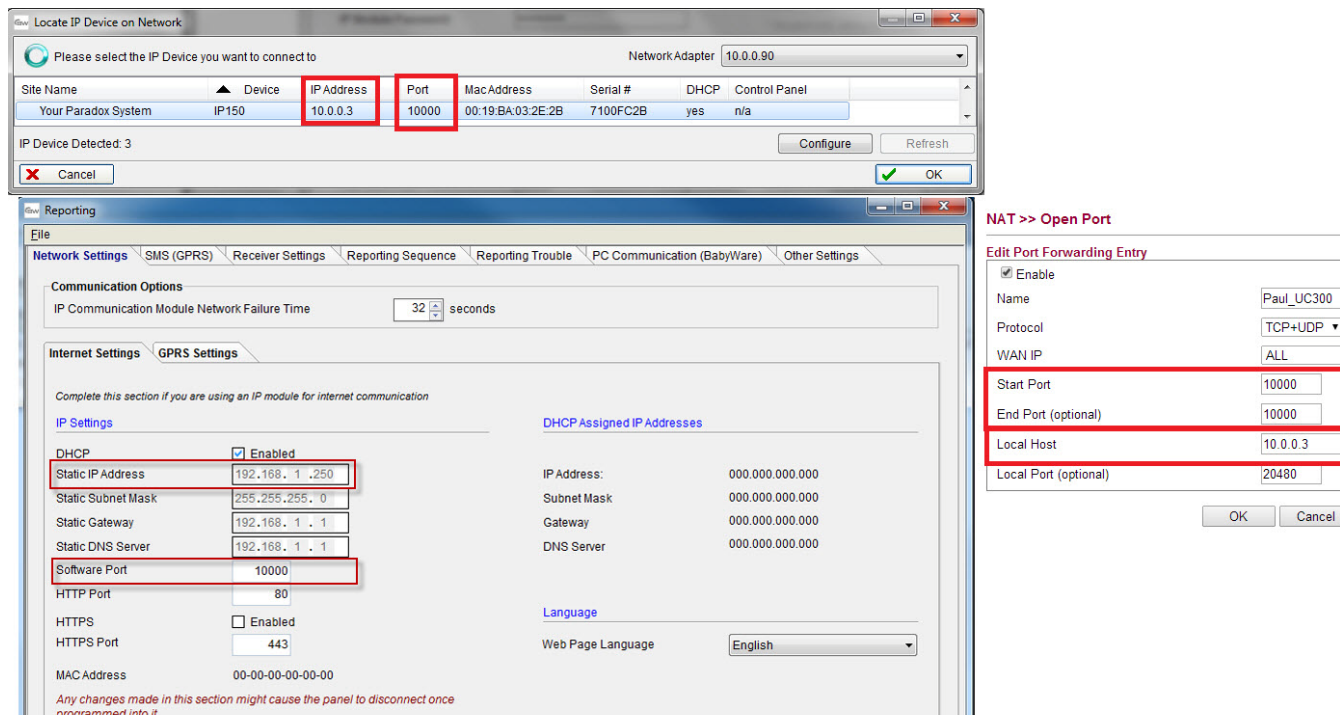 Locate IP Device on Network
Please select the IP Device you want to connect to
Network Adapter 10.0.0.90
Site Name Device IP Address Port MacAddress Serial # DHCP Control Panel
Your Paradox System IP150 10.0.0.3 10000 00:19:BA:03:2E:2B 7100FC2B yes n/a
IP Device Detected: 3
Configure Refresh
Cancel OK
Reporting
File
Network Settings SMS (GPRS) Receiver Settings Reporting Sequence Reporting Trouble PC Communication (BabyWare) Other Settings
Communication Options
IP Communication Module Network Failure Time 32 seconds
Internet Settings GPRS Settings
Complete this section if you are using an IP module for internet communication
IP Settings
DHCP Enabled
Static IP Address 192.168. 1 .250
Static Subnet Mask 255.255.255. 0
Static Gateway 192.168. 1 . 1
Static DNS Server 192.168. 1 . 1
Software Port 10000
HTTP Port 80
HTTPS Enabled
HTTPS Port 443
MAC Address 00-00-00-00-00-00
Any changes made in this section might cause the panel to disconnect once
programmed into it
DHCP Assigned IP Addresses
IP Address: 000.000.000.000
Subnet Mask 000.000.000.000
Gateway 000.000.000.000
DNS Server 000.000.000.000
Language
Web Page Language English
NAT >> Open Port
Edit Port Forwarding Entry
Enable
Name Paul_UC300
Protocol TCP+UDP
WAN IP ALL
Start Port 10000
End Port (optional) 10000
Local Host 10.0.0.3
Local Port (optional) 20480
OK Cancel